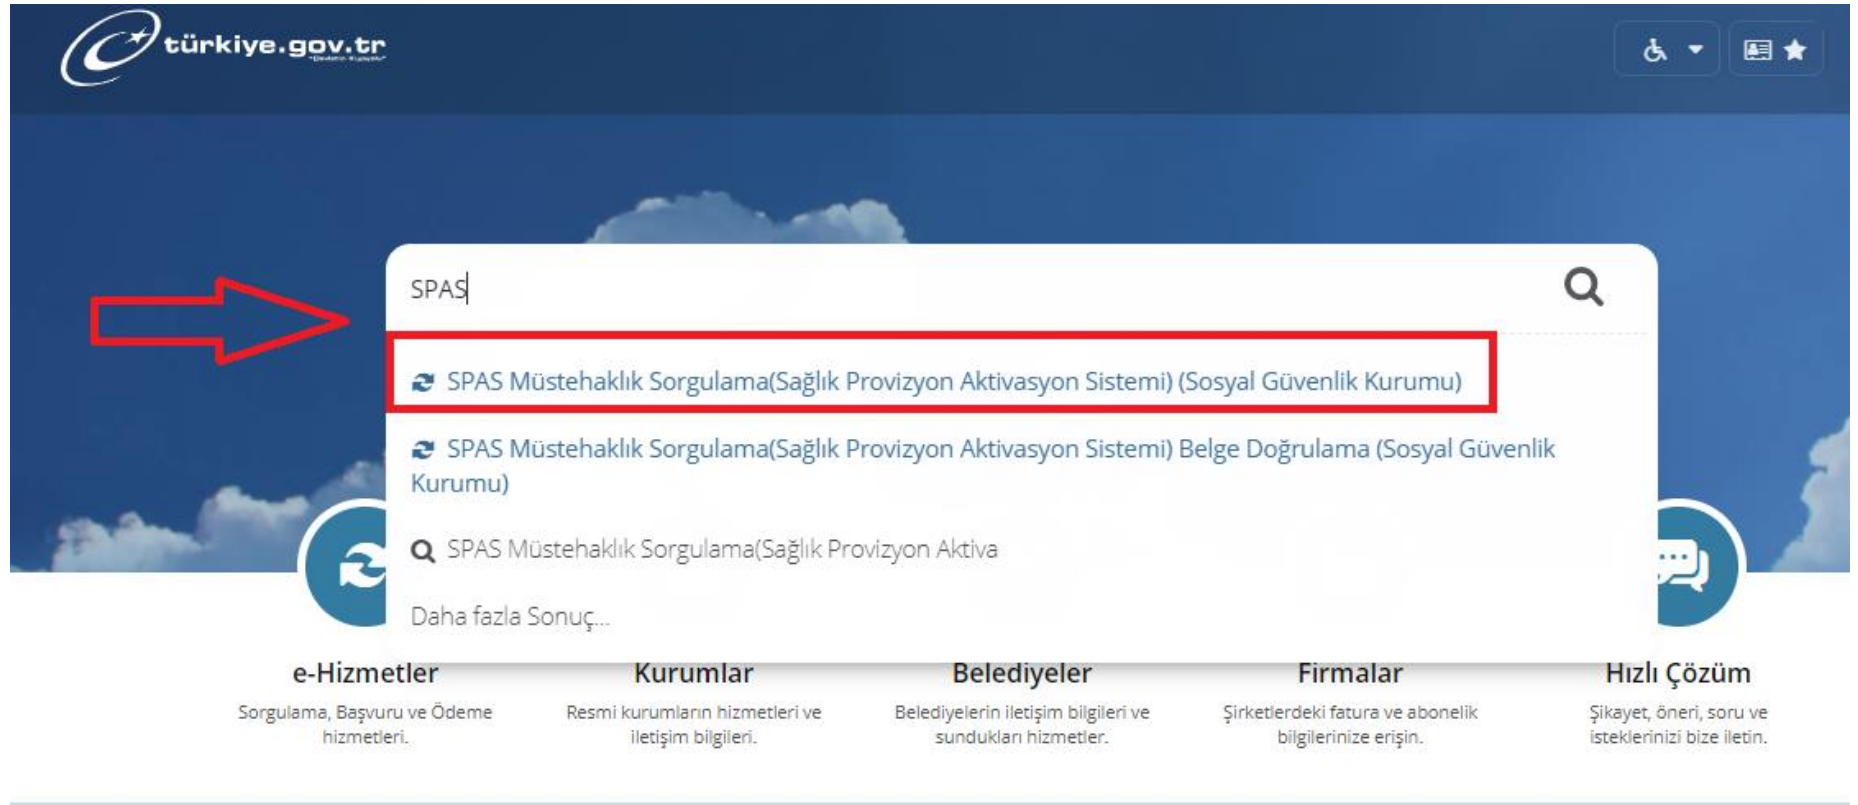 türkiye.gov.tr
SPAS
SPAS Müstehaklık Sorgulama(Sağlık Provizyon Aktivasyon Sistemi) (Sosyal Güvenlik Kurumu)
SPAS Müstehaklık Sorgulama(Sağlık Provizyon Aktivasyon Sistemi) Belge Doğrulama (Sosyal Güvenlik
Kurumu)
SPAS Müstehaklık Sorgulama(Sağlık Provizyon Aktiva
Daha fazla Sonuç...
e-Hizmetler
Sorgulama, Başvuru ve Ödeme
hizmetleri.
Kurumlar
Resmi kurumların hizmetleri ve
iletişim bilgileri.
Belediyeler
Belediyelerin iletişim bilgileri ve
sundukları hizmetler.
Firmalar
Şirketlerdeki fatura ve abonelik
bilgilerinize erişin.
Hızlı Çözüm
Şikayet, öneri, soru ve
isteklerinizi bize iletin.